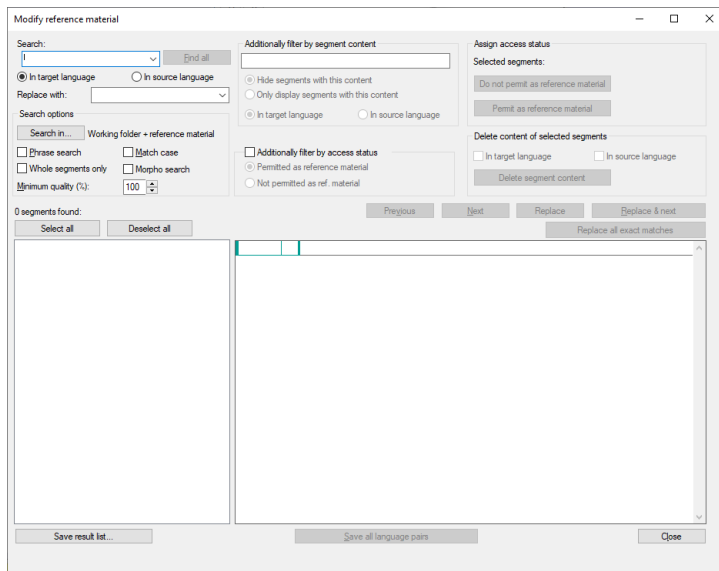 Modify reference material
Search:
Find all
In target language
In source language
Replace with:
Search options
Search in...
Working folder + reference material
Phrase search
Match case
Whole segments only
Morpho search
Minimum quality (%):
100
Additionally filter by segment content
Hide segments with this content
Only display segments with this content
In target language
In source language
Additionally filter by access status
Permitted as reference material
Not permitted as ref. material
Assign access status
Selected segments:
Do not permit as reference material
Permit as reference material
Delete content of selected segments
In target language
In source language
Delete segment content
0 segments found:
Previous
Next
Replace
Replace & next
Select all
Deselect all
Replace all exact matches
Save result list...
Save all language pairs
Close